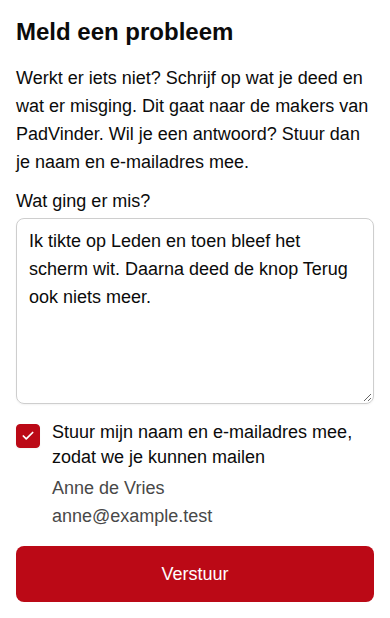 Meld een probleem
Werkt er iets niet? Schrijf op wat je deed en
wat er misging. Dit gaat naar de makers van
PadVinder. Wil je een antwoord? Stuur dan
je naam en e-mailadres mee.
Wat ging er mis?
Ik tikte op Leden en toen bleef het
scherm wit. Daarna deed de knop Terug
ook niets meer.
Stuur mijn naam en e-mailadres mee,
zodat we je kunnen mailen
Anne de Vries
anne@example.test
Verstuur